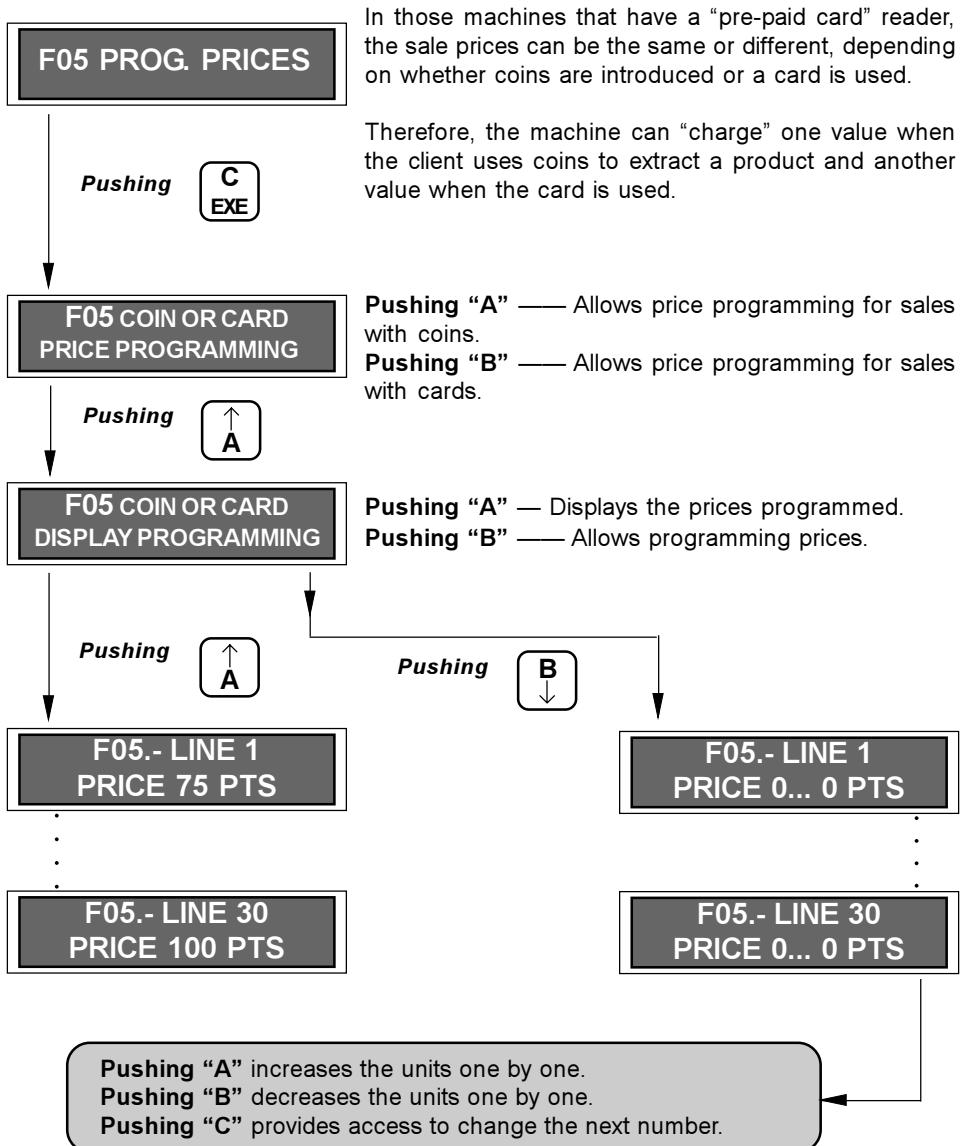 F05 PROG. PRICES
In those machines that have a “pre-paid card” reader,
the sale prices can be the same or different, depending
on whether coins are introduced or a card is used.
Therefore, the machine can “charge” one value when
the client uses coins to extract a product and another
value when the card is used.
Pushing
C
EXE
F05 COIN OR CARD
PRICE PROGRAMMING
Pushing “A” —— Allows price programming for sales
with coins.
Pushing “B” —— Allows price programming for sales
with cards.
Pushing
↑
A
F05 COIN OR CARD
DISPLAY PROGRAMMING
Pushing “A” — Displays the prices programmed.
Pushing “B” —— Allows programming prices.
Pushing
↑
A
Pushing
B
↓
F05.- LINE 1
PRICE 75 PTS
F05.- LINE 1
PRICE 0... 0 PTS
F05.- LINE 30
PRICE 100 PTS
F05.- LINE 30
PRICE 0... 0 PTS
Pushing “A” increases the units one by one.
Pushing “B” decreases the units one by one.
Pushing “C” provides access to change the next number.